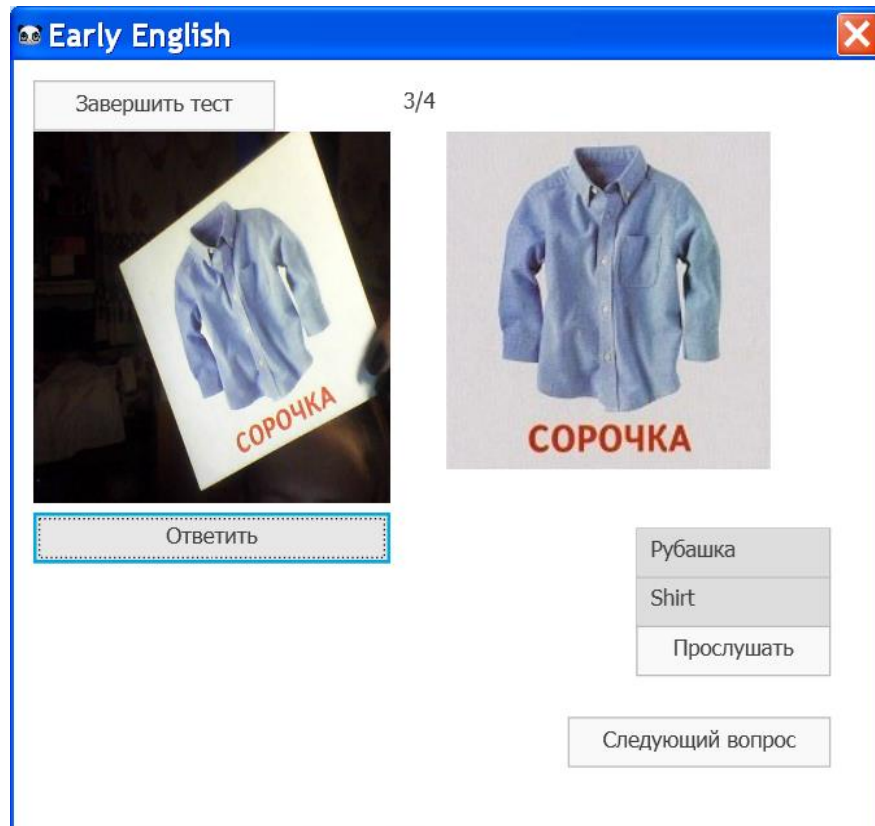 Early English
Завершить тест
3/4
СОРОЧКА
СОРОЧКА
Ответить
Рубашка
Shirt
Прослушать
Следующий вопрос